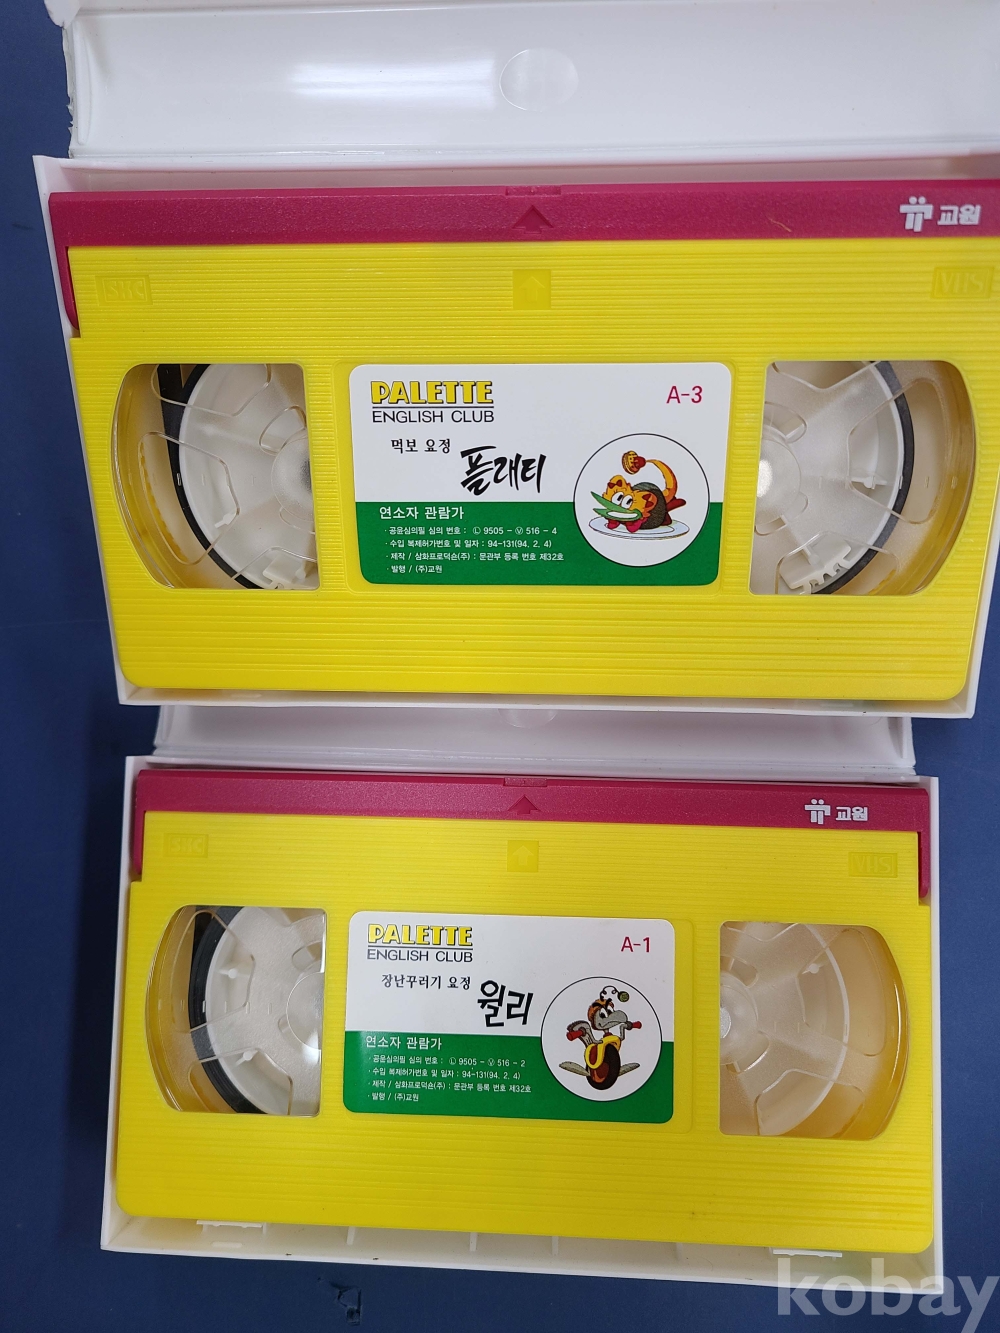 교원
SKC
VHS
PALETTE
ENGLISH CLUB
A-3
먹보 요정
플래티
연소자 관람가
· 공윤심의필 심의 번호 : Ⓛ 9505 - Ⓥ 516 - 4
· 수입 복제허가번호 및 일자 : 94-131(94. 2. 4)
· 제작 / 삼화프로덕숀(주) : 문관부 등록 번호 제32호
· 발행 / (주)교원
교원
SKC
VHS
PALETTE
ENGLISH CLUB
A-1
장난꾸러기 요정
윌리
연소자 관람가
· 공윤심의필 심의 번호 : Ⓛ 9505 - Ⓥ 516 - 2
· 수입 복제허가번호 및 일자 : 94-131(94. 2. 4)
· 제작 / 삼화프로덕숀(주) : 문관부 등록 번호 제32호
· 발행 / (주)교원
kobay